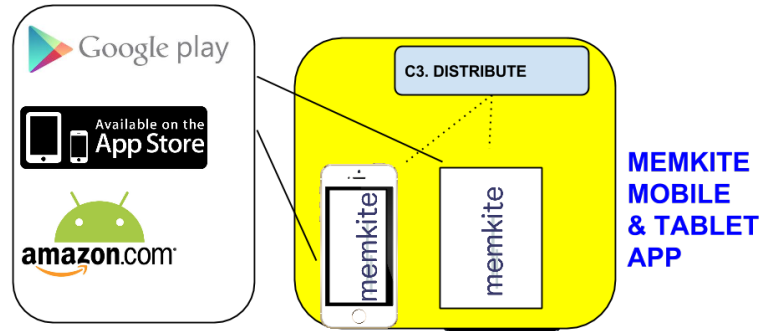 Google play
Available on the
App Store
amazon.com
C3. DISTRIBUTE
memkite
memkite
MEMKITE
MOBILE
& TABLET
APP